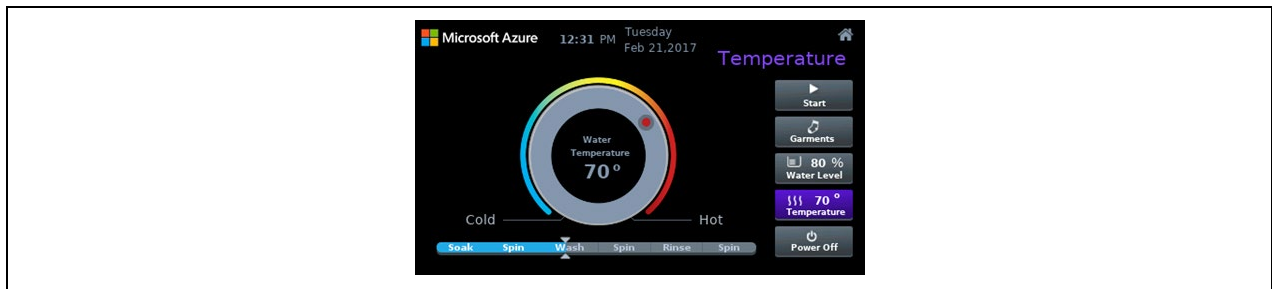 Microsoft Azure
12:31 PM
Tuesday
Feb 21,2017
Temperature
Start
Garments
80 %
Water Level
70 °
Temperature
Power Off
Water
Temperature
70 °
Cold
Hot
Soak Spin Wash Spin Rinse Spin